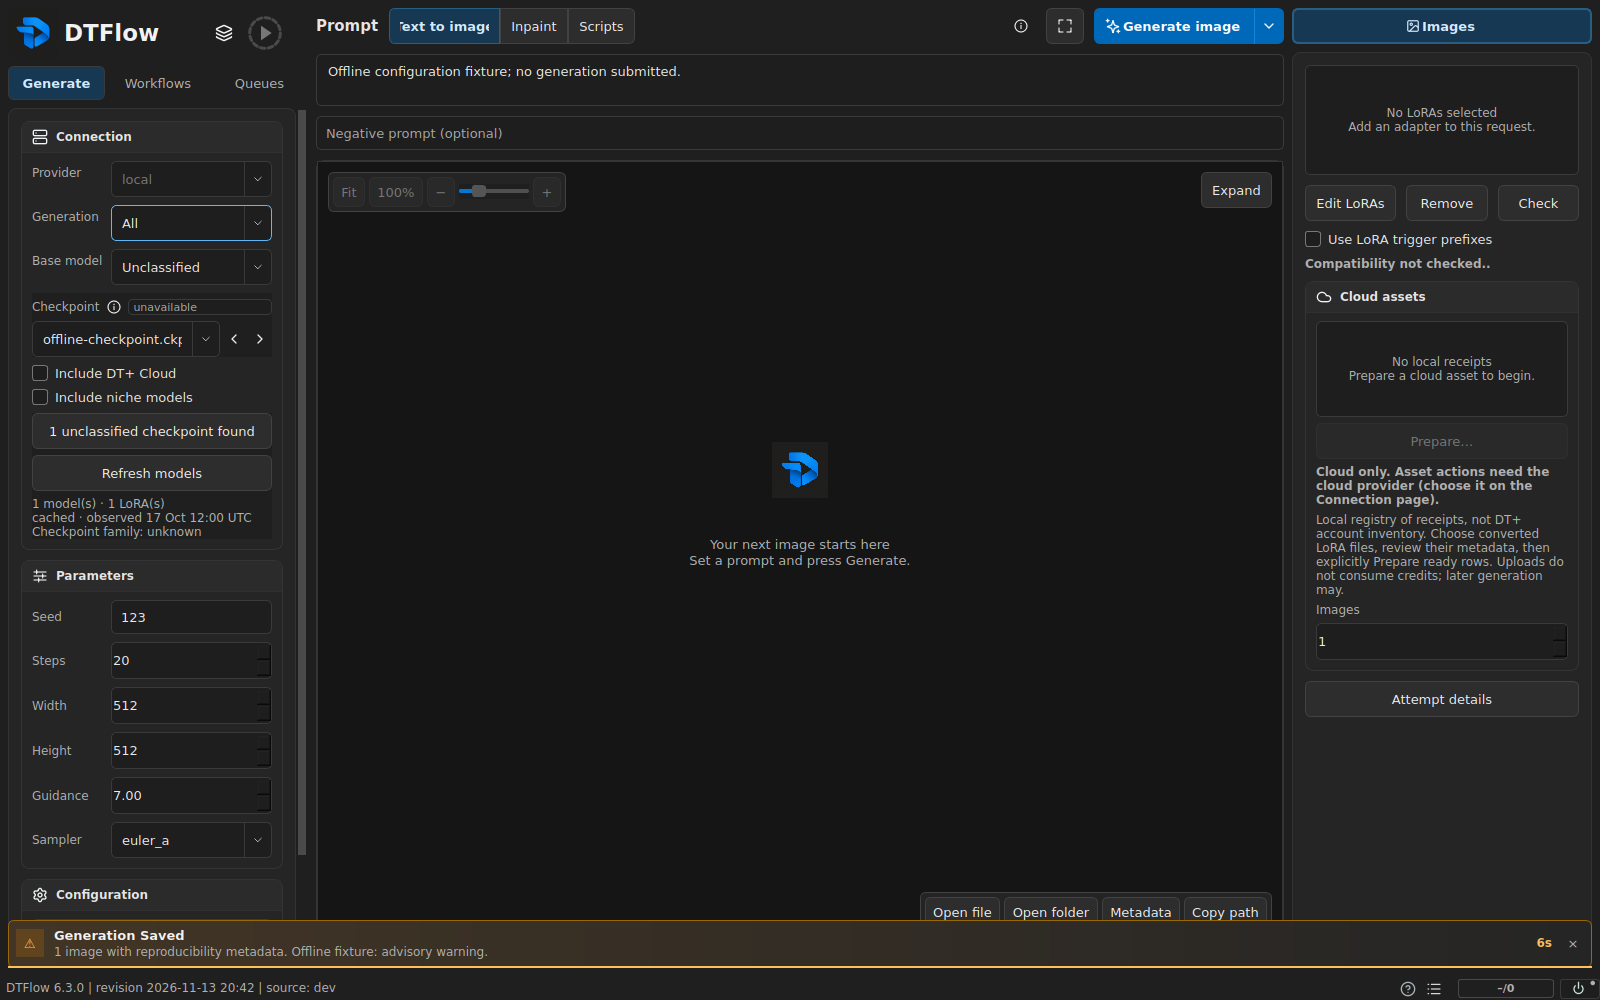 DTFlow
Generate
Workflows
Queues
Connection
Provider
local
Generation
All
Base model
Unclassified
Checkpoint
unavailable
offline-checkpoint.ckp
Include DT+ Cloud
Include niche models
1 unclassified checkpoint found
Refresh models
1 model(s) · 1 LoRA(s)
cached · observed 17 Oct 12:00 UTC
Checkpoint family: unknown
Parameters
Seed
123
Steps
20
Width
512
Height
512
Guidance
7.00
Sampler
euler_a
Configuration
Prompt
Text to image
Inpaint
Scripts
Generate image
Offline configuration fixture; no generation submitted.
Negative prompt (optional)
Fit
100%
−
+
Expand
Your next image starts here
Set a prompt and press Generate.
Open file
Open folder
Metadata
Copy path
Images
No LoRAs selected
Add an adapter to this request.
Edit LoRAs
Remove
Check
Use LoRA trigger prefixes
Compatibility not checked..
Cloud assets
No local receipts
Prepare a cloud asset to begin.
Prepare...
Cloud only. Asset actions need the
cloud provider (choose it on the
Connection page).
Local registry of receipts, not DT+
account inventory. Choose converted
LoRA files, review their metadata, then
explicitly Prepare ready rows. Uploads do
not consume credits; later generation
may.
Images
1
Attempt details
Generation Saved
1 image with reproducibility metadata. Offline fixture: advisory warning.
6s
×
DTFlow 6.3.0 | revision 2026-11-13 20:42 | source: dev
–/0